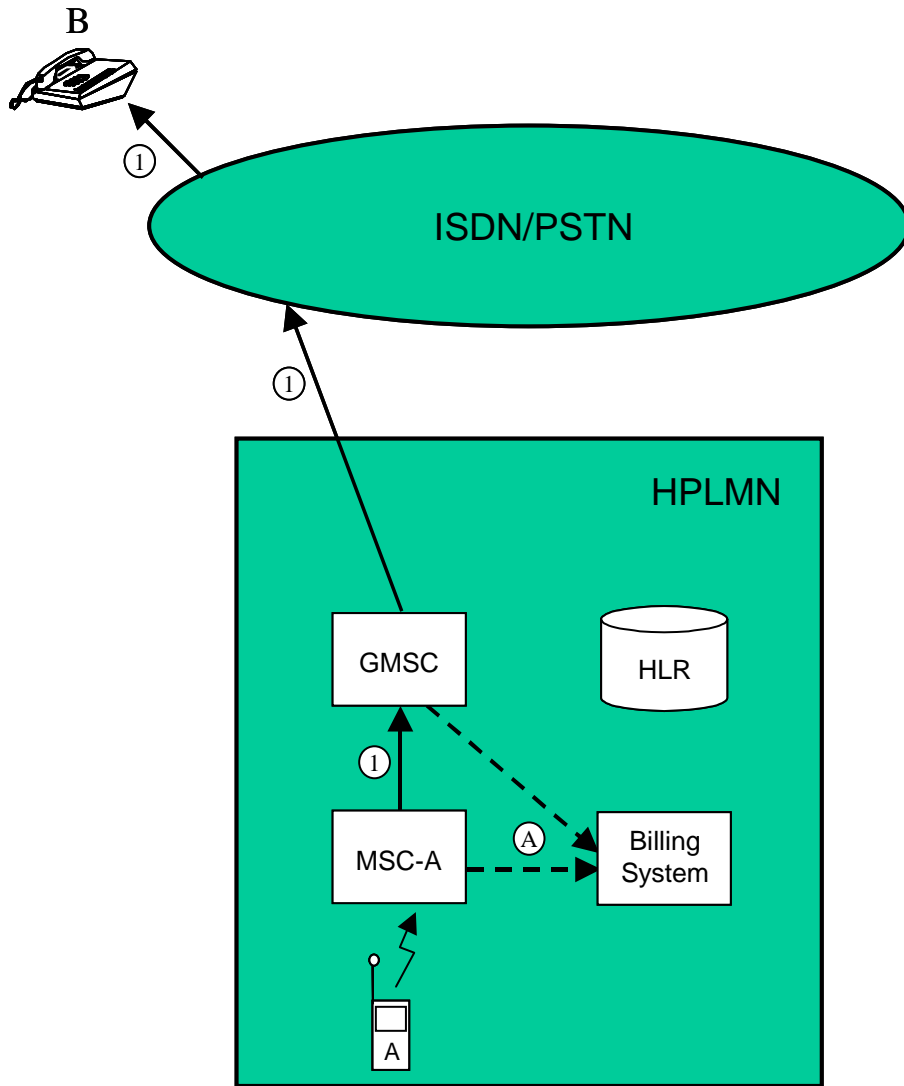 B
1
ISDN/PSTN
1
HPLMN
GMSC
HLR
1
A
MSC-A
Billing
System
A